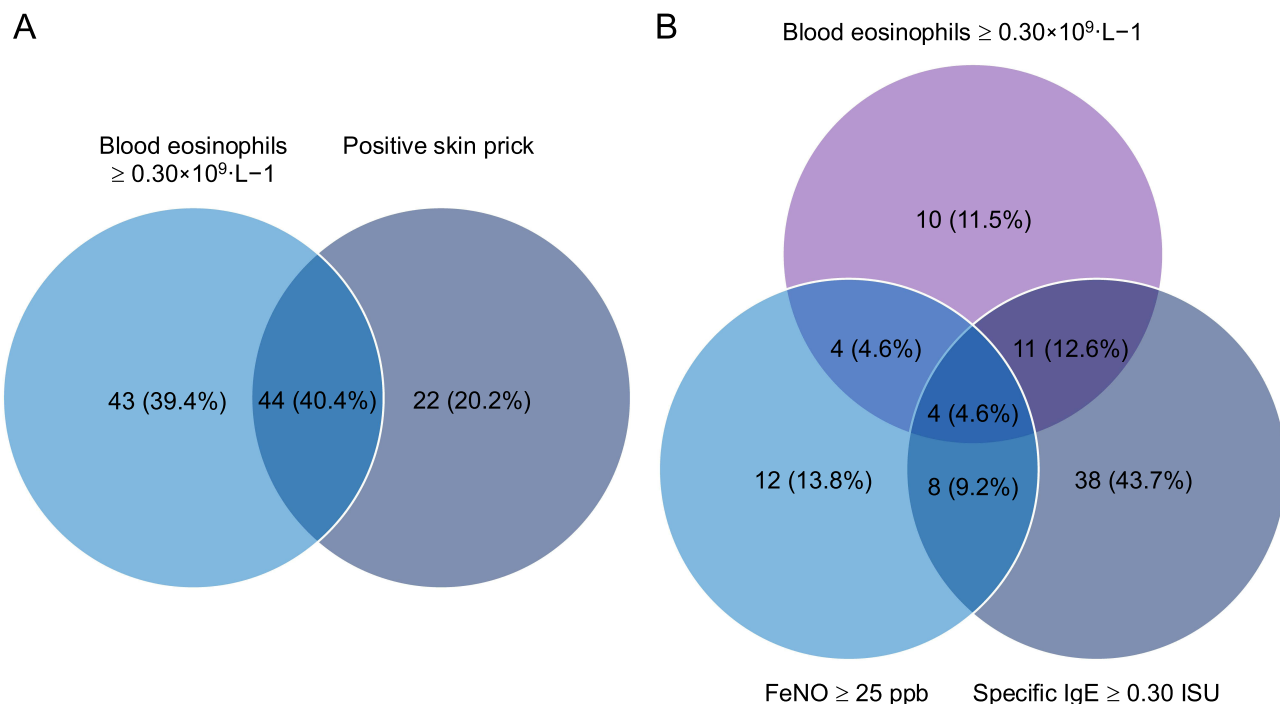 A
Blood eosinophils
≥ 0.30×10⁹·L−1
Positive skin prick
43 (39.4%)
44 (40.4%)
22 (20.2%)
B
Blood eosinophils ≥ 0.30×10⁹·L−1
10 (11.5%)
4 (4.6%)
11 (12.6%)
4 (4.6%)
12 (13.8%)
8 (9.2%)
38 (43.7%)
FeNO ≥ 25 ppb
Specific IgE ≥ 0.30 ISU